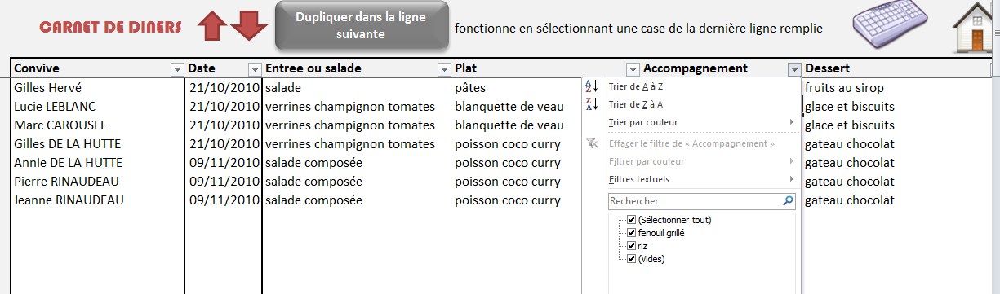 CARNET DE DINERS
Dupliquer dans la ligne
suivante
fonctionne en sélectionnant une case de la dernière ligne remplie
Convive Date Entree ou salade Plat Accompagnement Dessert
Gilles Hervé 21/10/2010 salade pâtes fruits au sirop
Lucie LEBLANC 21/10/2010 verrines champignon tomates blanquette de veau glace et biscuits
Marc CAROUSEL 21/10/2010 verrines champignon tomates blanquette de veau glace et biscuits
Gilles DE LA HUTTE 21/10/2010 verrines champignon tomates poisson coco curry gateau chocolat
Annie DE LA HUTTE 09/11/2010 salade composée poisson coco curry gateau chocolat
Pierre RINAUDEAU 09/11/2010 salade composée poisson coco curry gateau chocolat
Jeanne RINAUDEAU 09/11/2010 salade composée poisson coco curry gateau chocolat
Trier de A à Z
Trier de Z à A
Trier par couleur
Effacer le filtre de « Accompagnement »
Filtrer par couleur
Filtres textuels
Rechercher
(Sélectionner tout)
fenouil grillé
riz
(Vides)